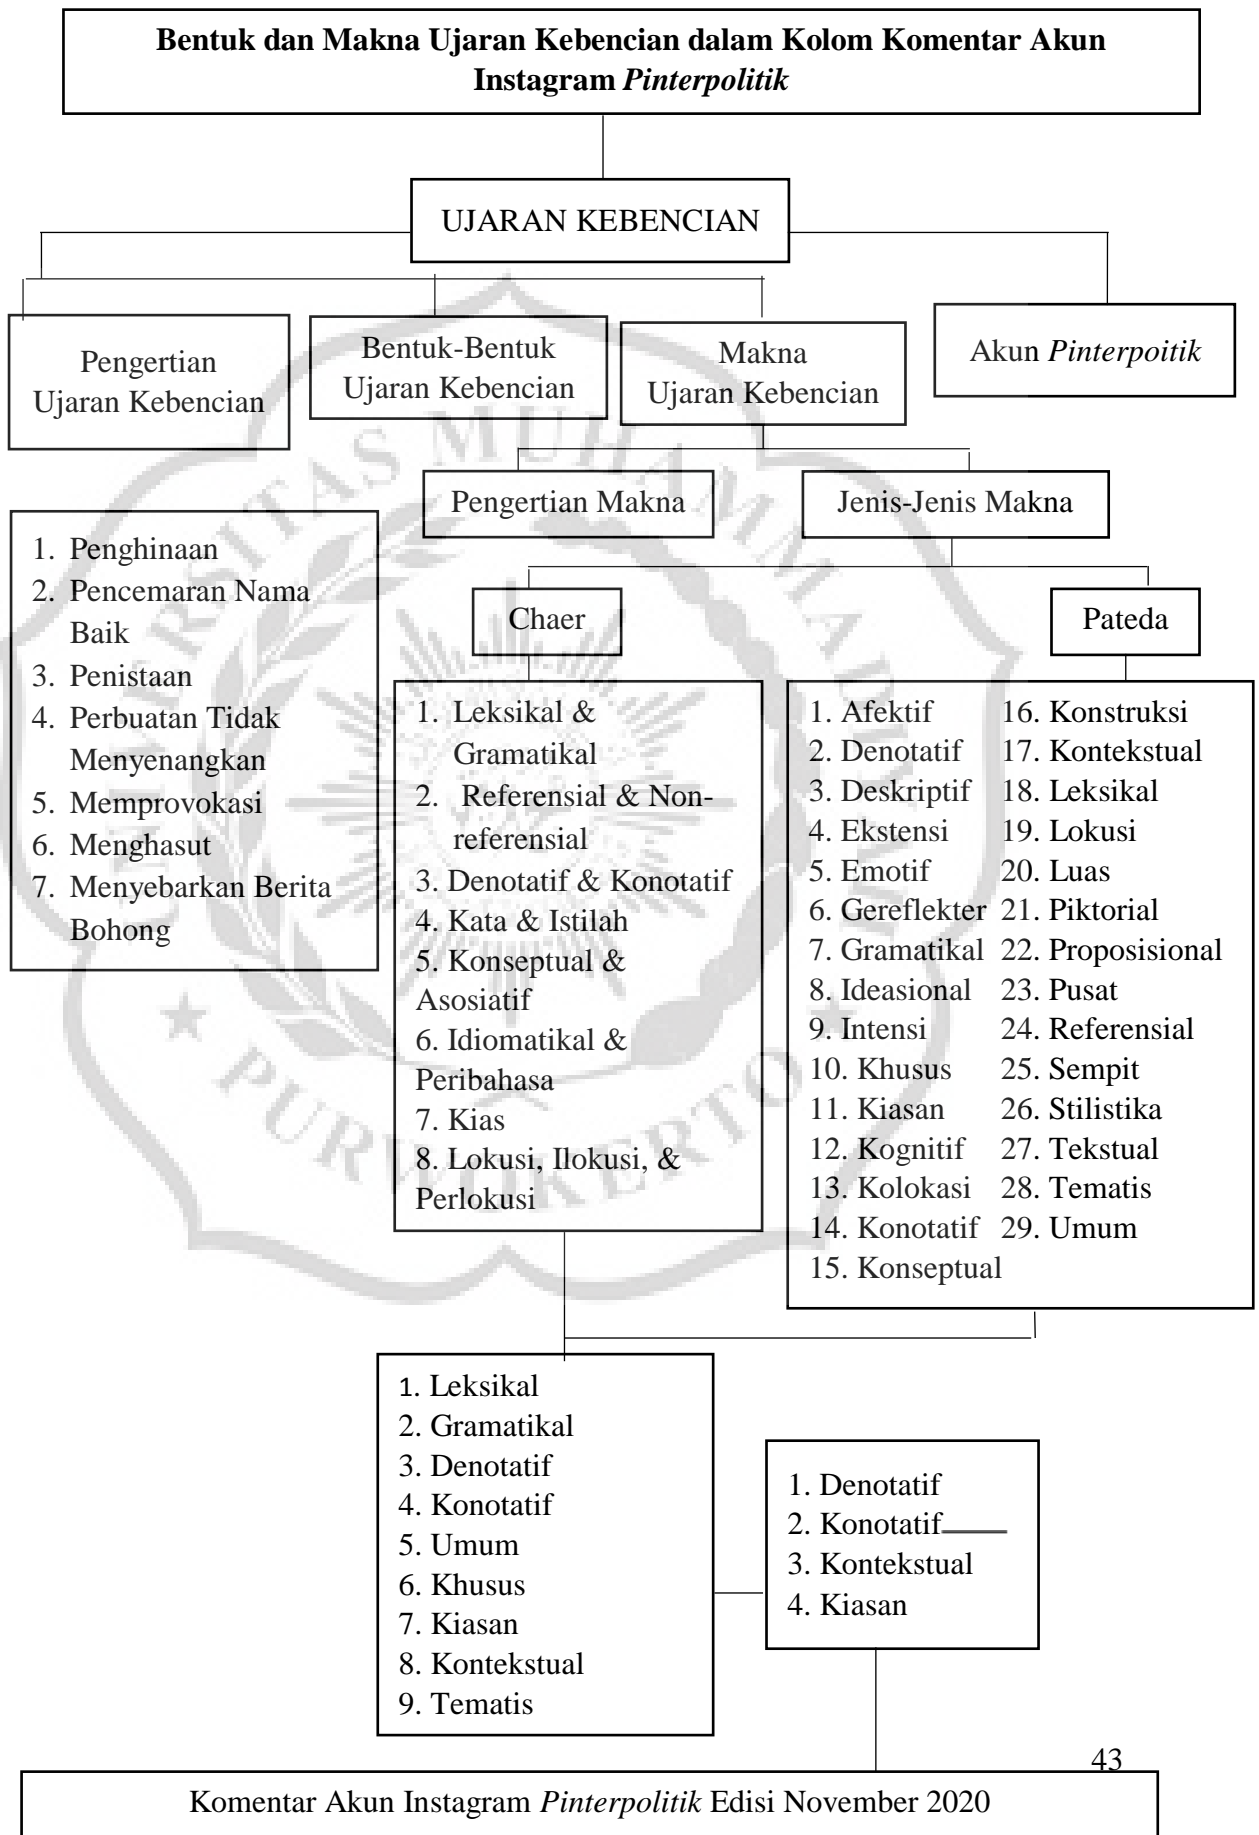 Bentuk dan Makna Ujaran Kebencian dalam Kolom Komentar Akun
Instagram Pinterpolitik
UJARAN KEBENCIAN
Pengertian
Ujaran Kebencian
Bentuk-Bentuk
Ujaran Kebencian
Makna
Ujaran Kebencian
Akun Pinterpoitik
Pengertian Makna
Jenis-Jenis Makna
1. Penghinaan
2. Pencemaran Nama
Baik
3. Penistaan
4. Perbuatan Tidak
Menyenangkan
5. Memprovokasi
6. Menghasut
7. Menyebarkan Berita
Bohong
Chaer
Pateda
1. Leksikal &
Gramatikal
2. Referensial & Non-
referensial
3. Denotatif & Konotatif
4. Kata & Istilah
5. Konseptual &
Asosiatif
6. Idiomatikal &
Peribahasa
7. Kias
8. Lokusi, Ilokusi, &
Perlokusi
1. Afektif
2. Denotatif
3. Deskriptif
4. Ekstensi
5. Emotif
6. Gereflekter
7. Gramatikal
8. Ideasional
9. Intensi
10. Khusus
11. Kiasan
12. Kognitif
13. Kolokasi
14. Konotatif
15. Konseptual
16. Konstruksi
17. Kontekstual
18. Leksikal
19. Lokusi
20. Luas
21. Piktorial
22. Proposisional
23. Pusat
24. Referensial
25. Sempit
26. Stilistika
27. Tekstual
28. Tematis
29. Umum
1. Leksikal
2. Gramatikal
3. Denotatif
4. Konotatif
5. Umum
6. Khusus
7. Kiasan
8. Kontekstual
9. Tematis
1. Denotatif
2. Konotatif
3. Kontekstual
4. Kiasan
43
Komentar Akun Instagram Pinterpolitik Edisi November 2020
UNIVERSITAS MUHAMMADIYAH
PURWOKERTO